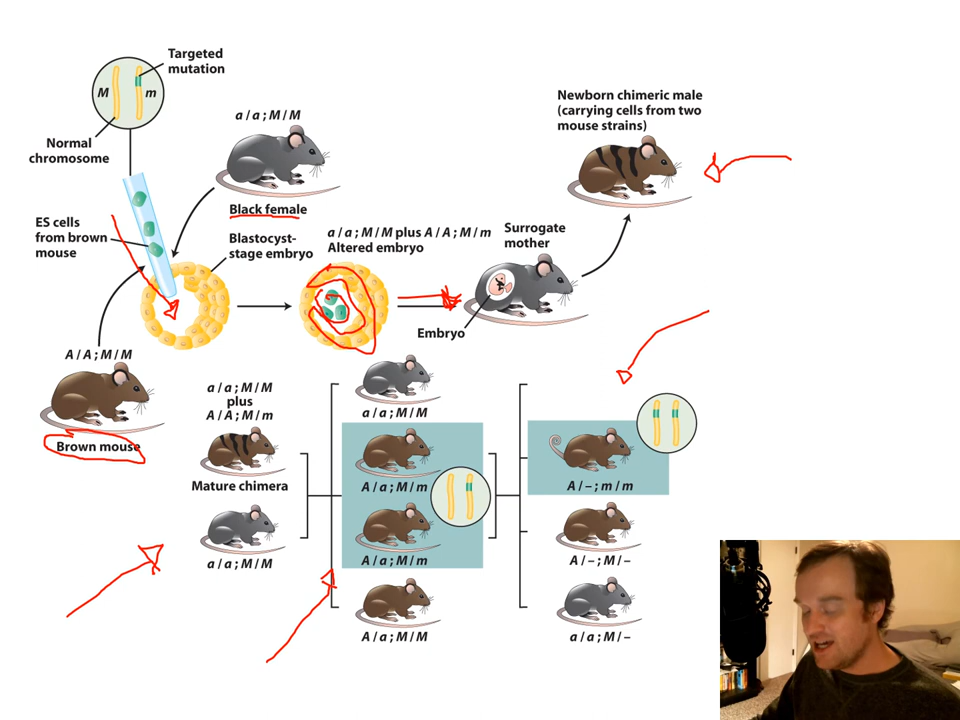 Targeted
mutation
M
m
Normal
chromosome
a / a ; M / M
Black female
ES cells
from brown
mouse
Blastocyst-
stage embryo
a / a ; M / M plus A / A ; M / m
Altered embryo
Surrogate
mother
Embryo
Newborn chimeric male
(carrying cells from two
mouse strains)
A / A ; M / M
Brown mouse
a / a ; M / M
plus
A / A ; M / m
Mature chimera
a / a ; M / M
a / a ; M / M
A / a ; M / m
A / a ; M / m
A / a ; M / M
A / – ; m / m
A / – ; M / –
a / a ; M / –